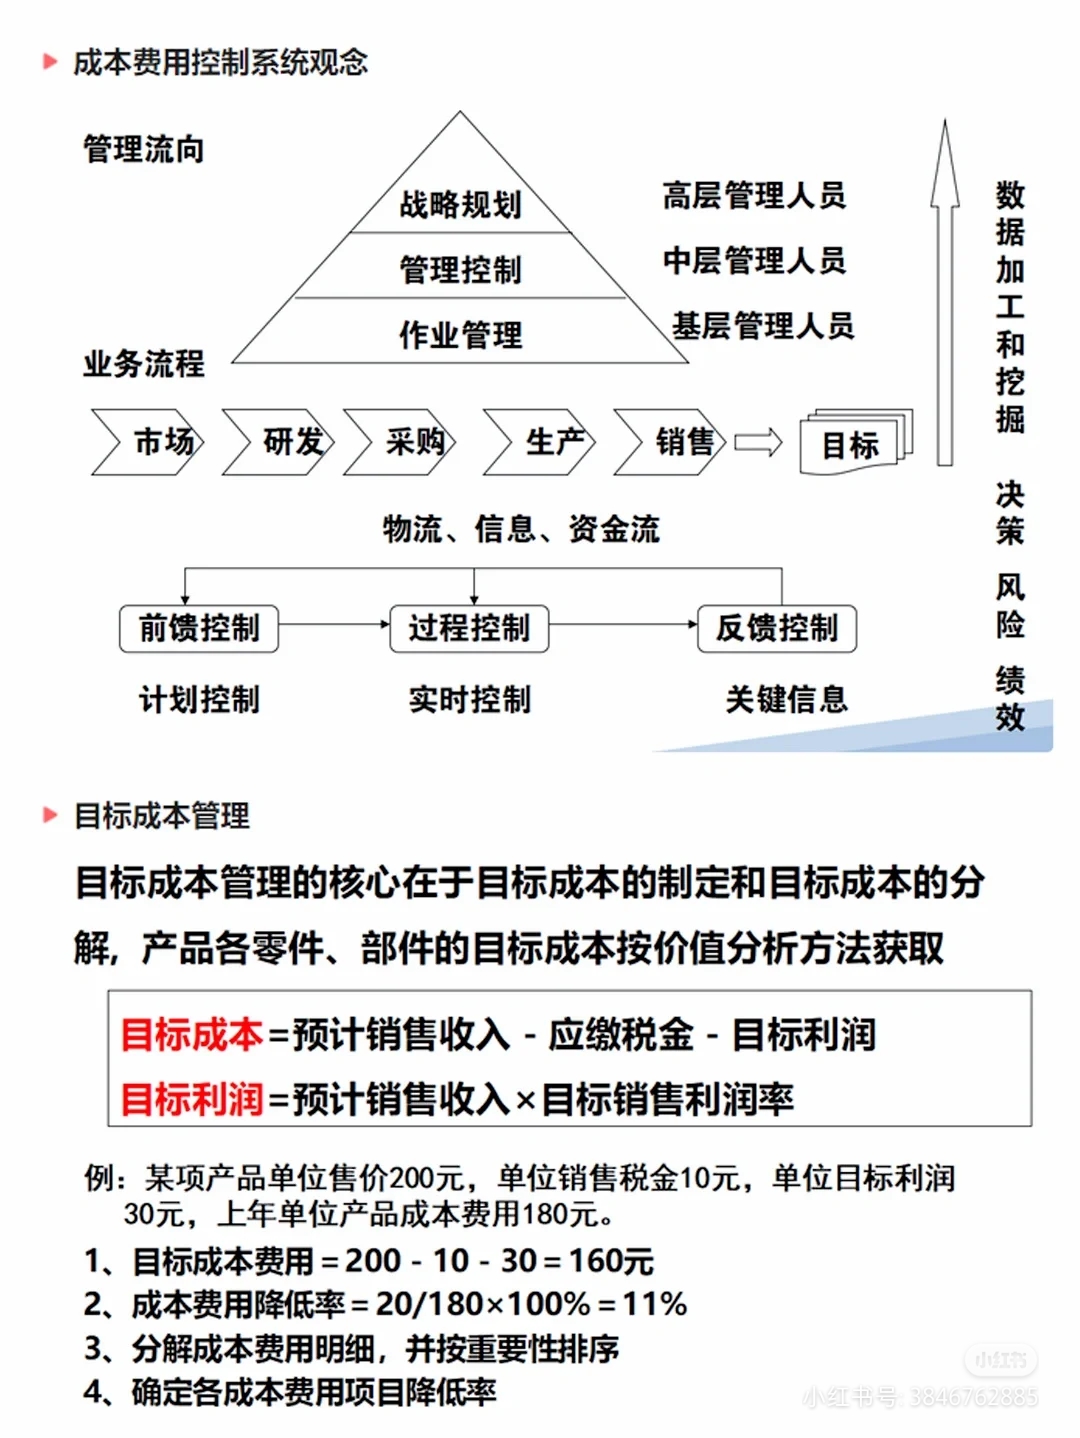 成本费用控制系统观念
管理流向
战略规划
高层管理人员
管理控制
中层管理人员
作业管理
基层管理人员
业务流程
市场
研发
采购
生产
销售
目标
物流、信息、资金流
前馈控制
过程控制
反馈控制
计划控制
实时控制
关键信息
数据加工和挖掘
决策
风险
绩效
目标成本管理
目标成本管理的核心在于目标成本的制定和目标成本的分
解，产品各零件、部件的目标成本按价值分析方法获取
目标成本=预计销售收入 - 应缴税金 - 目标利润
目标利润=预计销售收入×目标销售利润率
例：某项产品单位售价200元，单位销售税金10元，单位目标利润
30元，上年单位产品成本费用180元。
1、目标成本费用＝200 - 10 - 30＝160元
2、成本费用降低率＝20/180×100%＝11%
3、分解成本费用明细，并按重要性排序
4、确定各成本费用项目降低率
小红书
小红书号: 3846762885